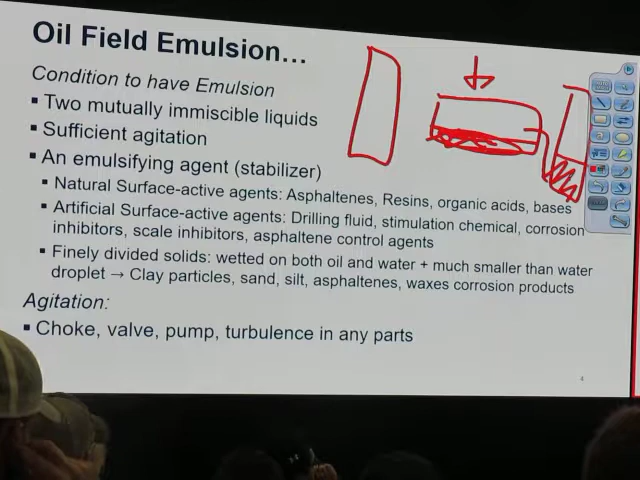 Oil Field Emulsion...
Condition to have Emulsion
▪ Two mutually immiscible liquids
▪ Sufficient agitation
▪ An emulsifying agent (stabilizer)
▪ Natural Surface-active agents: Asphaltenes, Resins, organic acids, bases
▪ Artificial Surface-active agents: Drilling fluid, stimulation chemical, corrosion
inhibitors, scale inhibitors, asphaltene control agents
▪ Finely divided solids: wetted on both oil and water + much smaller than water
droplet → Clay particles, sand, silt, asphaltenes, waxes corrosion products
Agitation:
▪ Choke, valve, pump, turbulence in any parts